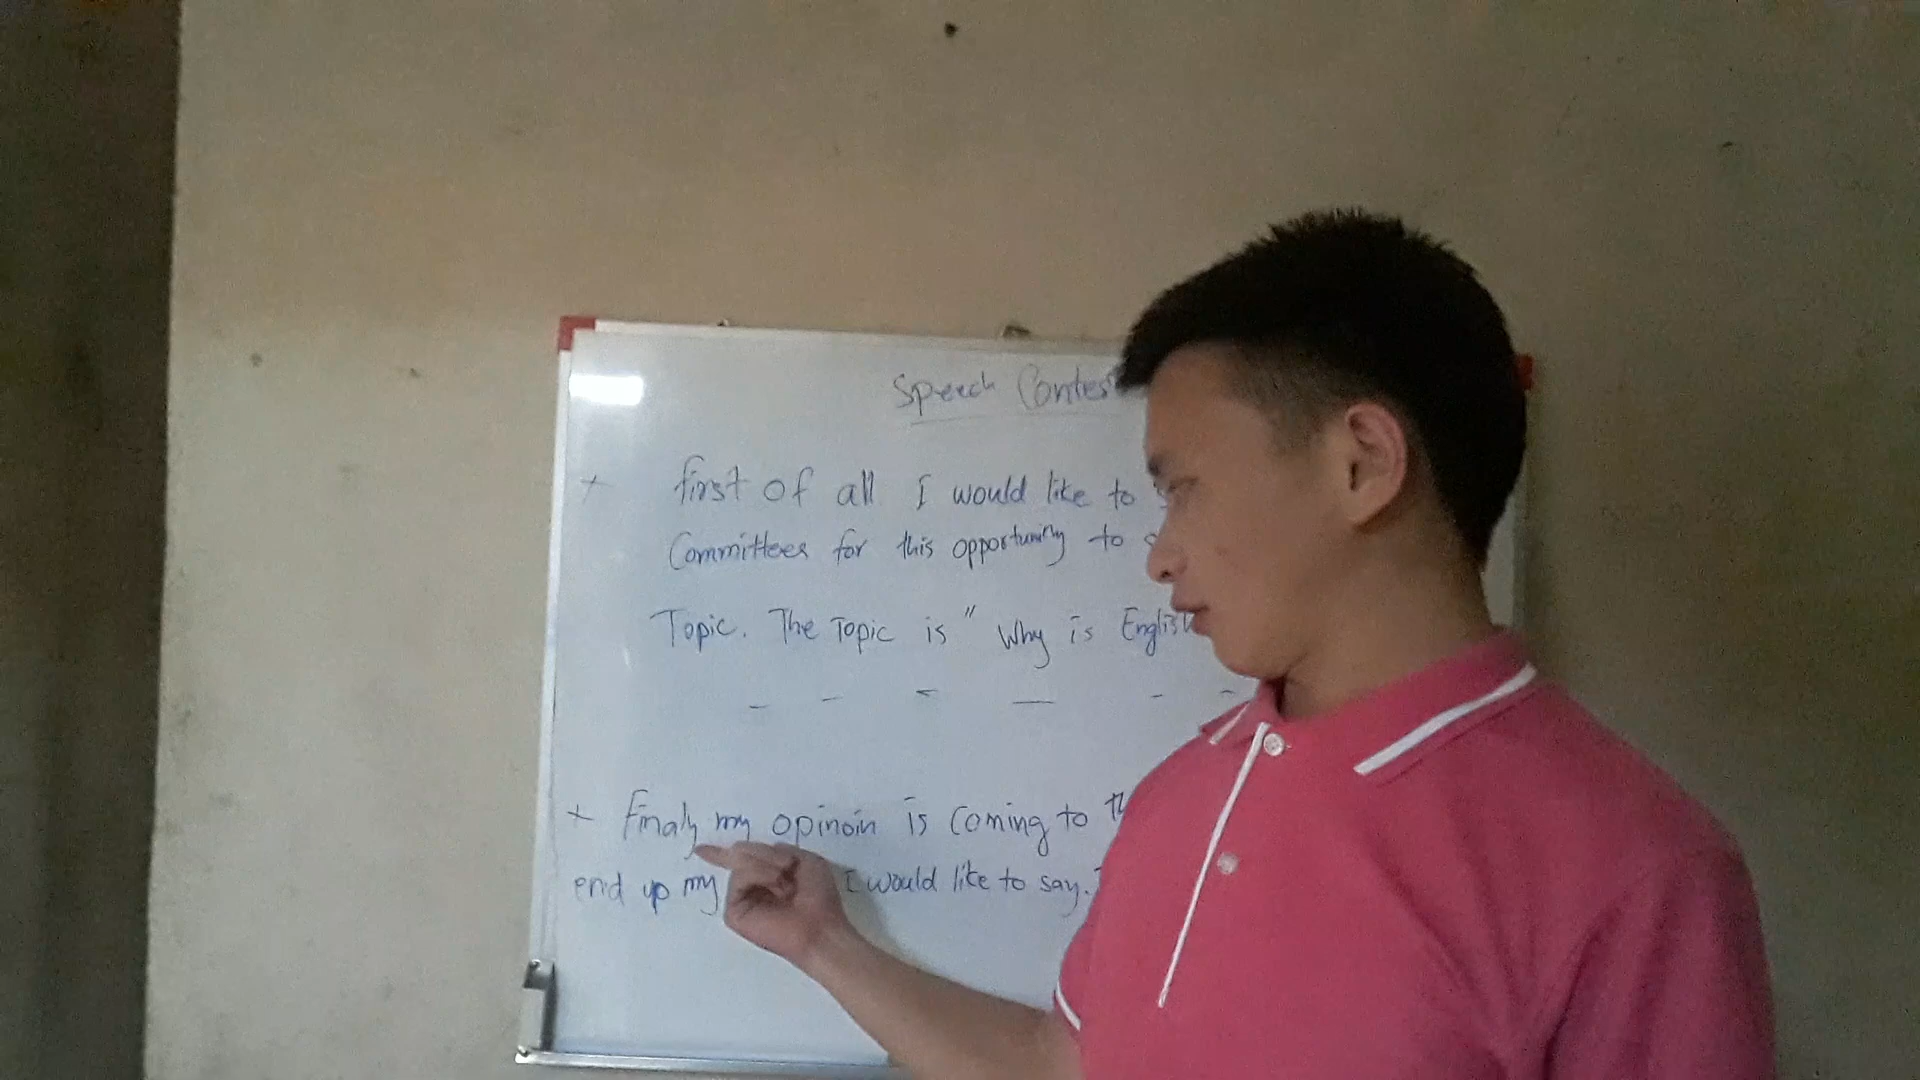 Speech Contest
+ first of all I would like to
Committees for this opportunity to
Topic. The Topic is " Why is English
+ Finaly my opinoin is coming to
end up my I would like to say.